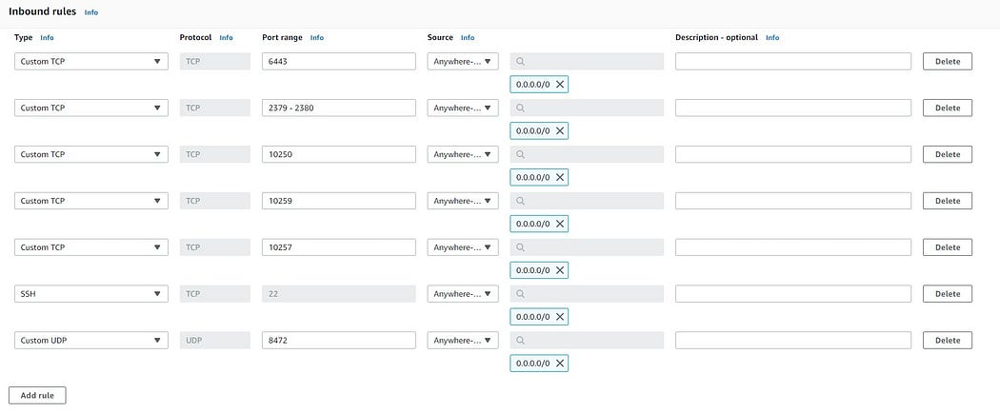 Inbound rules Info
Type Info Protocol Info Port range Info Source Info Description - optional Info
Custom TCP TCP 6443 Anywhere-... Delete
0.0.0.0/0
Custom TCP TCP 2379 - 2380 Anywhere-... Delete
0.0.0.0/0
Custom TCP TCP 10250 Anywhere-... Delete
0.0.0.0/0
Custom TCP TCP 10259 Anywhere-... Delete
0.0.0.0/0
Custom TCP TCP 10257 Anywhere-... Delete
0.0.0.0/0
SSH TCP 22 Anywhere-... Delete
0.0.0.0/0
Custom UDP UDP 8472 Anywhere-... Delete
0.0.0.0/0
Add rule